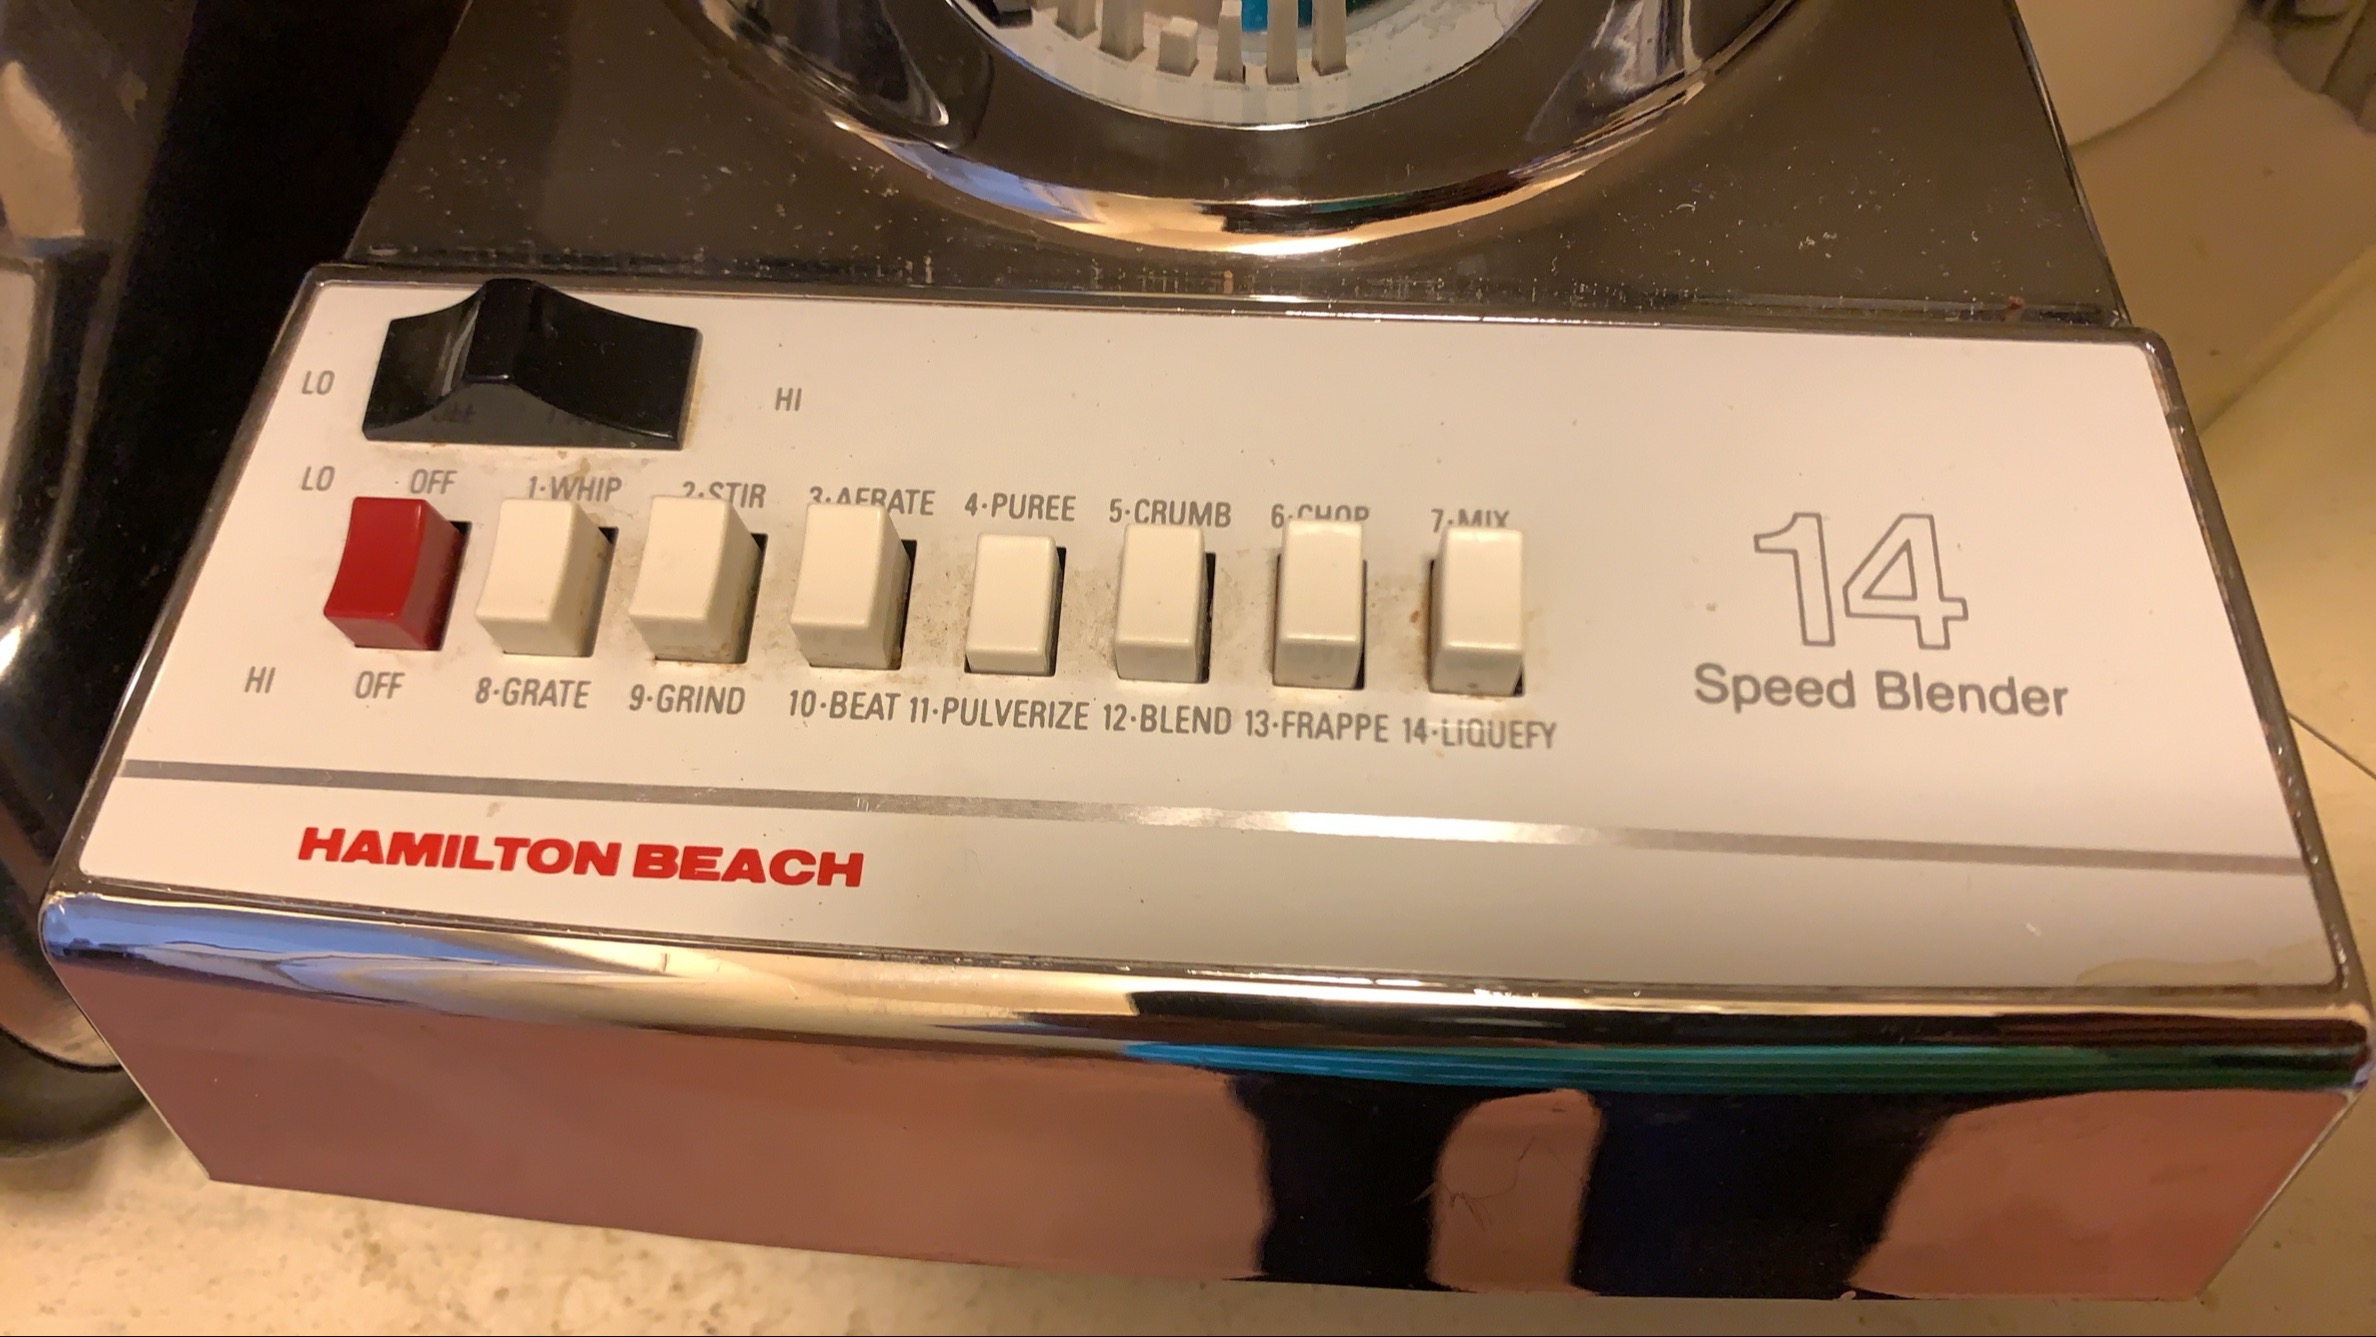 LO HI
LO OFF 1·WHIP 2·STIR 3·AERATE 4·PUREE 5·CRUMB 6·CHOP 7·MIX
HI OFF 8·GRATE 9·GRIND 10·BEAT 11·PULVERIZE 12·BLEND 13·FRAPPE 14·LIQUEFY
14
Speed Blender
HAMILTON BEACH